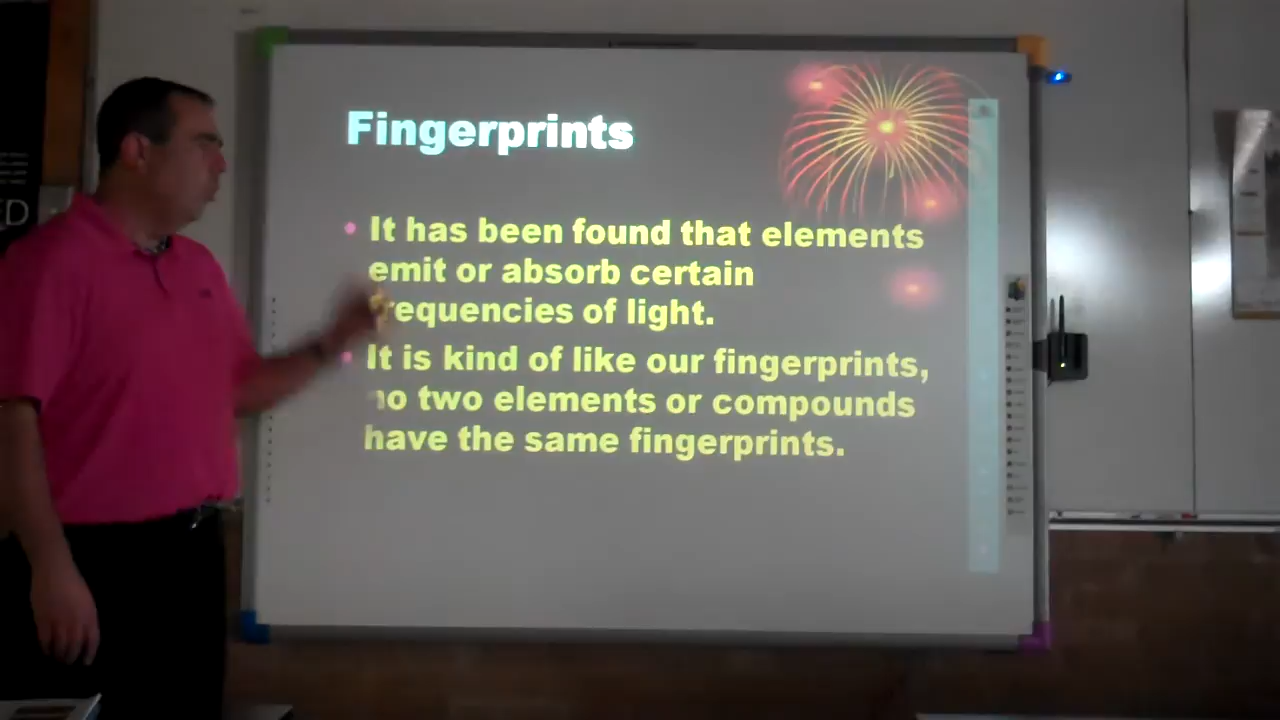 Fingerprints
It has been found that elements
emit or absorb certain
frequencies of light.
It is kind of like our fingerprints,
no two elements or compounds
have the same fingerprints.